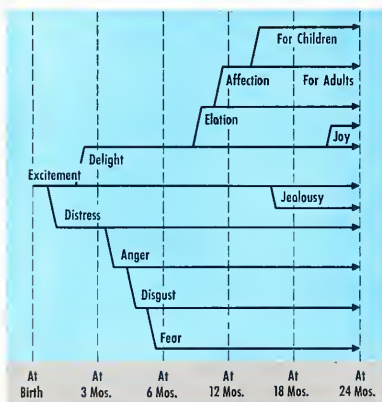 For Children
Affection For Adults
Elation
Joy
Delight
Excitement
Jealousy
Distress
Anger
Disgust
Fear
At At At At At At
Birth 3 Mos. 6 Mos. 12 Mos. 18 Mos. 24 Mos.